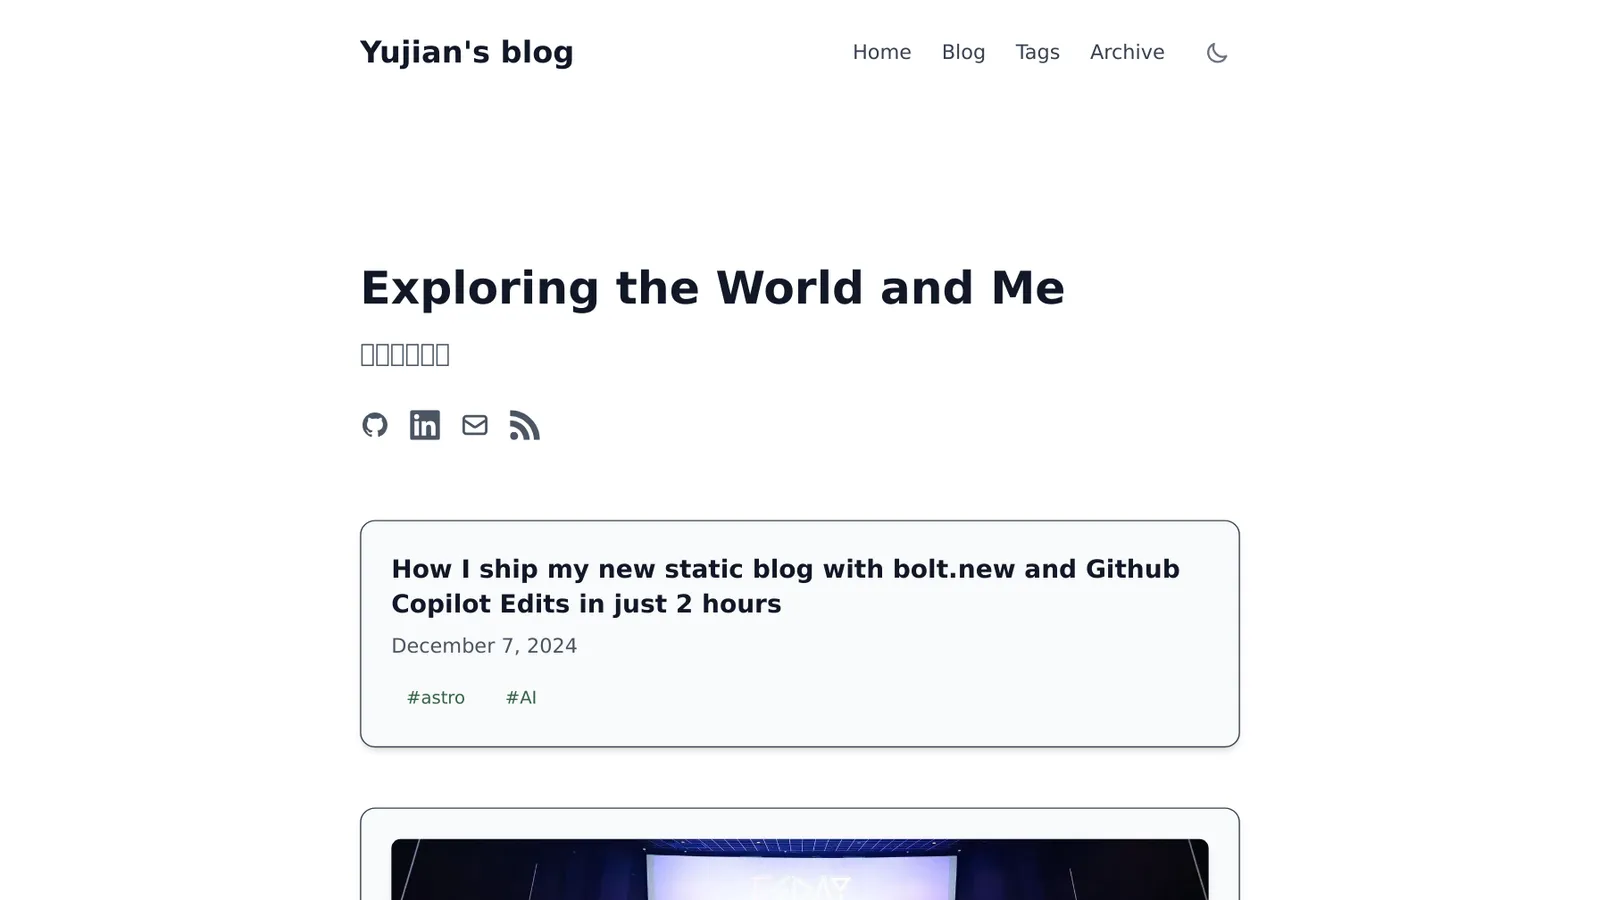 Yujian's blog
Home Blog Tags Archive
Exploring the World and Me
How I ship my new static blog with bolt.new and Github
Copilot Edits in just 2 hours
December 7, 2024
#astro #AI